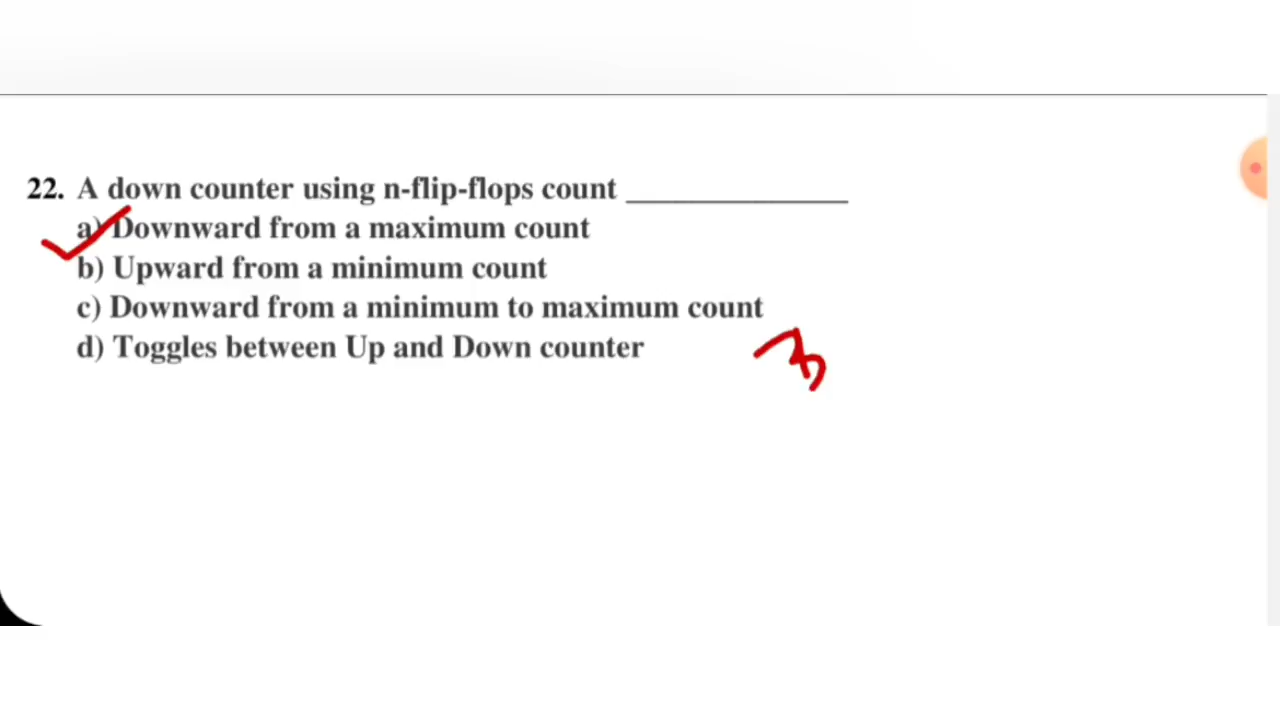 22. A down counter using n-flip-flops count ______________
a) Downward from a maximum count
b) Upward from a minimum count
c) Downward from a minimum to maximum count
d) Toggles between Up and Down counter